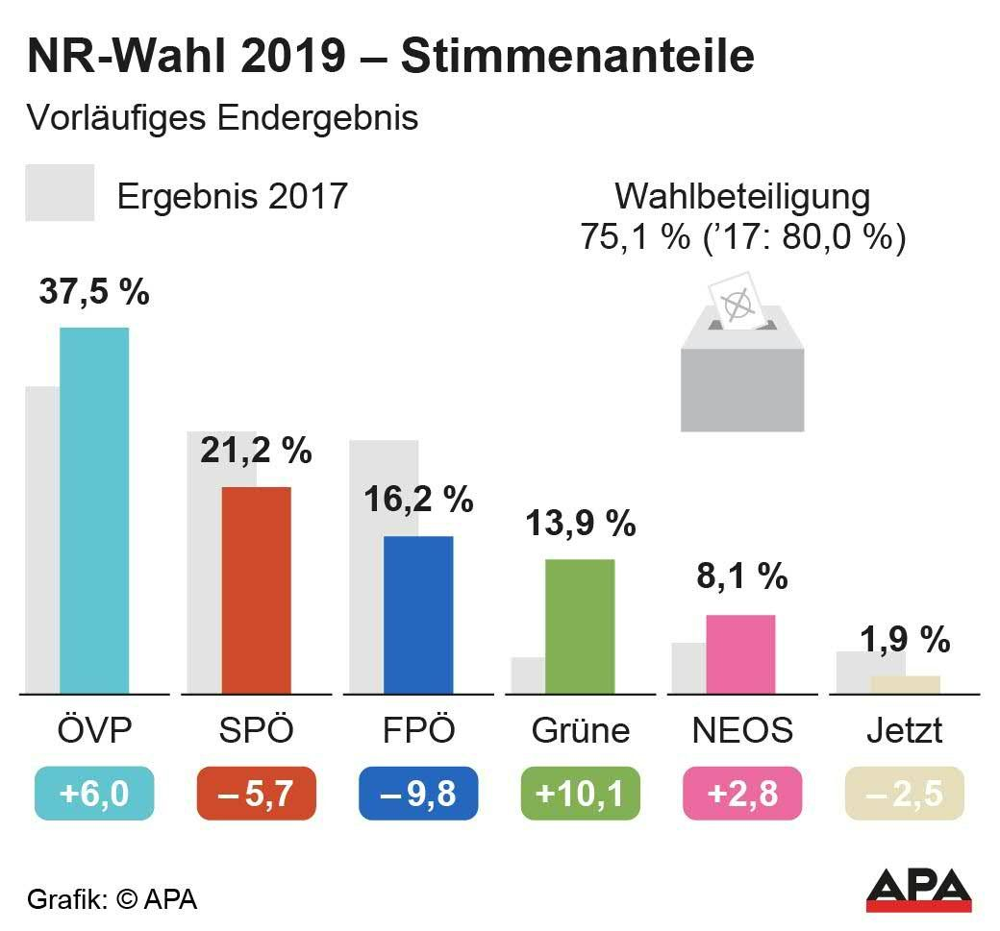 NR-Wahl 2019 – Stimmenanteile
Vorläufiges Endergebnis
Ergebnis 2017
Wahlbeteiligung
75,1 % (’17: 80,0 %)
37,5 %
21,2 %
16,2 %
13,9 %
8,1 %
1,9 %
ÖVP
SPÖ
FPÖ
Grüne
NEOS
Jetzt
+6,0
–5,7
–9,8
+10,1
+2,8
–2,5
Grafik: © APA
APA